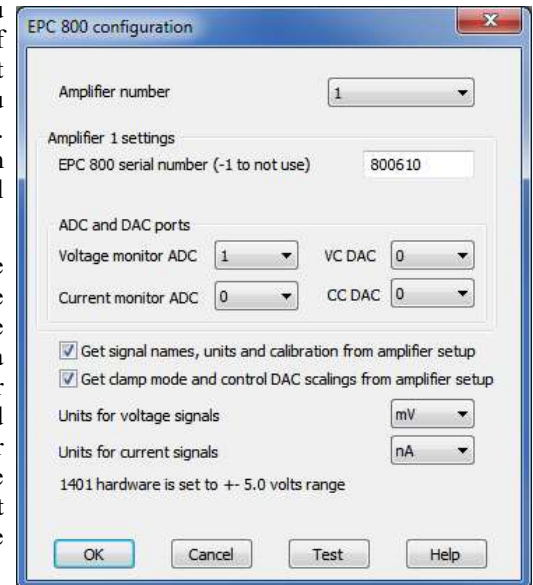 EPC 800 configuration
Amplifier number 1
Amplifier 1 settings
EPC 800 serial number (-1 to not use) 800610
ADC and DAC ports
Voltage monitor ADC 1 VC DAC 0
Current monitor ADC 0 CC DAC 0
Get signal names, units and calibration from amplifier setup
Get clamp mode and control DAC scalings from amplifier setup
Units for voltage signals mV
Units for current signals nA
1401 hardware is set to +- 5.0 volts range
OK Cancel Test Help